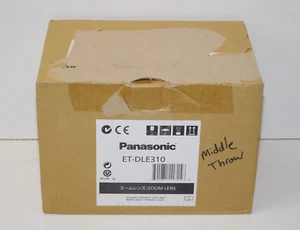 Panasonic
ET-DLE310
Middle
Throw
ズームレンズ/ZOOM LENS